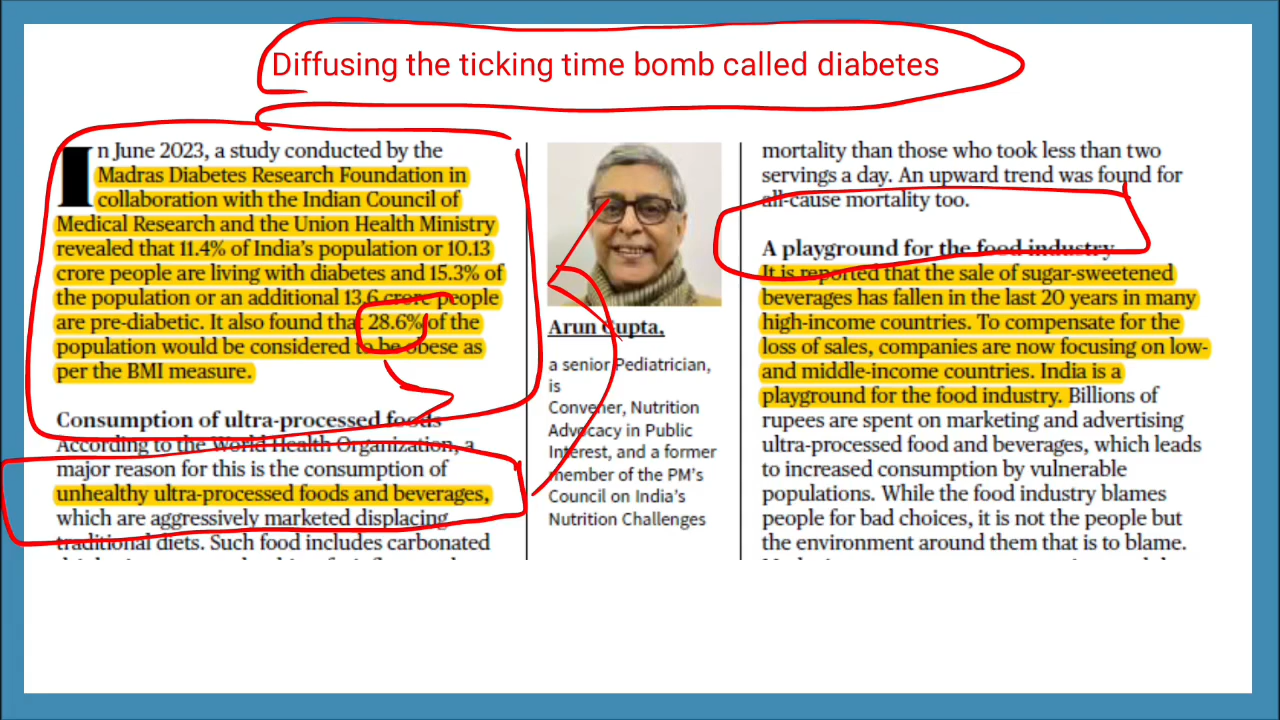 Diffusing the ticking time bomb called diabetes
In June 2023, a study conducted by the
Madras Diabetes Research Foundation in
collaboration with the Indian Council of
Medical Research and the Union Health Ministry
revealed that 11.4% of India's population or 10.13
crore people are living with diabetes and 15.3% of
the population or an additional 13.6 crore people
are pre-diabetic. It also found that 28.6% of the
population would be considered to be obese as
per the BMI measure.
Consumption of ultra-processed foods
According to the World Health Organization, a
major reason for this is the consumption of
unhealthy ultra-processed foods and beverages,
which are aggressively marketed displacing
traditional diets. Such food includes carbonated
Arun Gupta,
a senior Pediatrician,
is
Convener, Nutrition
Advocacy in Public
Interest, and a former
member of the PM's
Council on India's
Nutrition Challenges
mortality than those who took less than two
servings a day. An upward trend was found for
all-cause mortality too.
A playground for the food industry
It is reported that the sale of sugar-sweetened
beverages has fallen in the last 20 years in many
high-income countries. To compensate for the
loss of sales, companies are now focusing on low-
and middle-income countries. India is a
playground for the food industry. Billions of
rupees are spent on marketing and advertising
ultra-processed food and beverages, which leads
to increased consumption by vulnerable
populations. While the food industry blames
people for bad choices, it is not the people but
the environment around them that is to blame.